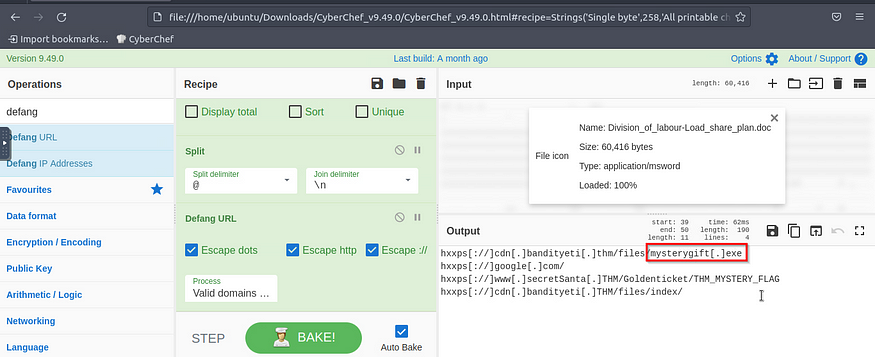 file:///home/ubuntu/Downloads/CyberChef_v9.49.0/CyberChef_v9.49.0.html#recipe=Strings('Single byte',258,'All printable ch
Import bookmarks… CyberChef
Version 9.49.0 Last build: A month ago Options About / Support
Operations Recipe Input length: 60,416
defang
Display total Sort Unique
Defang URL
Defang IP Addresses
Favourites
Data format
Encryption / Encoding
Public Key
Arithmetic / Logic
Networking
Language
Split
Split delimiter
@
Join delimiter
\n
Defang URL
Escape dots Escape http Escape ://
Process
Valid domains …
STEP BAKE! Auto Bake
File icon
Name: Division_of_labour-Load_share_plan.doc
Size: 60,416 bytes
Type: application/msword
Loaded: 100%
Output
start: 39 time: 62ms
end: 50 length: 190
length: 11 lines: 4
hxxps[://]cdn[.]bandityeti[.]thm/files/mysterygift[.]exe
hxxps[://]google[.]com/
hxxps[://]www[.]secretSanta[.]THM/Goldenticket/THM_MYSTERY_FLAG
hxxps[://]cdn[.]bandityeti[.]THM/files/index/